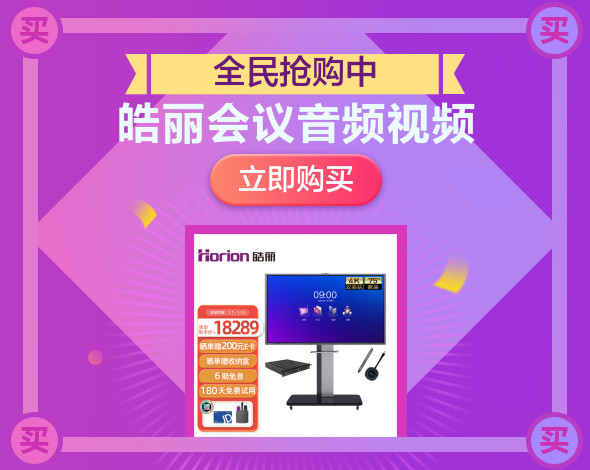 买
买
全民抢购中
皓丽会议音频视频
立即购买
Horion 皓丽
4K 75"
09:00
18289
晒单赠200元E卡
晒单赠收纳盒
6期免息
180天免费试用
赠
买
买